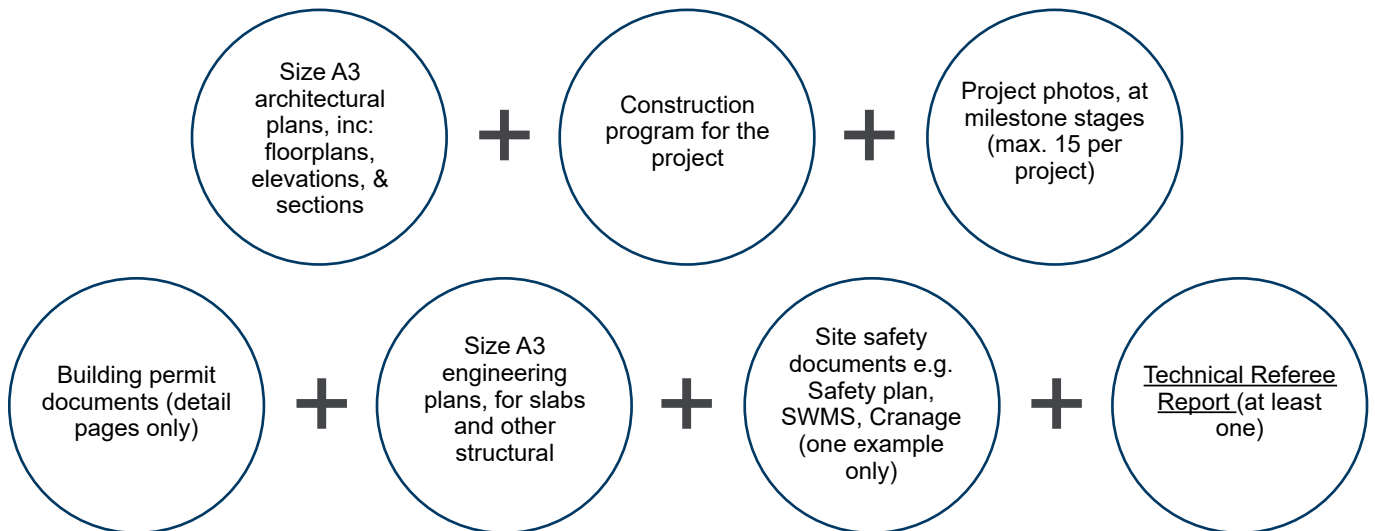 Size A3
architectural
plans, inc:
floorplans,
elevations, &
sections
+
Construction
program for the
project
+
Project photos, at
milestone stages
(max. 15 per
project)
Building permit
documents (detail
pages only)
+
Size A3
engineering
plans, for slabs
and other
structural
+
Site safety
documents e.g.
Safety plan,
SWMS, Cranage
(one example
only)
+
Technical Referee
Report (at least
one)